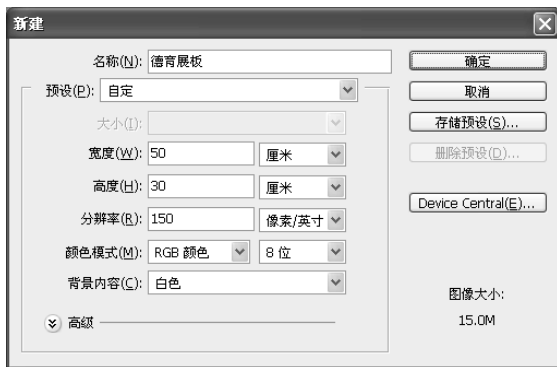 新建
名称(N): 德育展板
预设(P): 自定
大小(I):
宽度(W): 50 厘米
高度(H): 30 厘米
分辨率(R): 150 像素/英寸
颜色模式(M): RGB 颜色 8 位
背景内容(C): 白色
高级
确定
取消
存储预设(S)...
删除预设(D)...
Device Central(E)...
图像大小:
15.0M